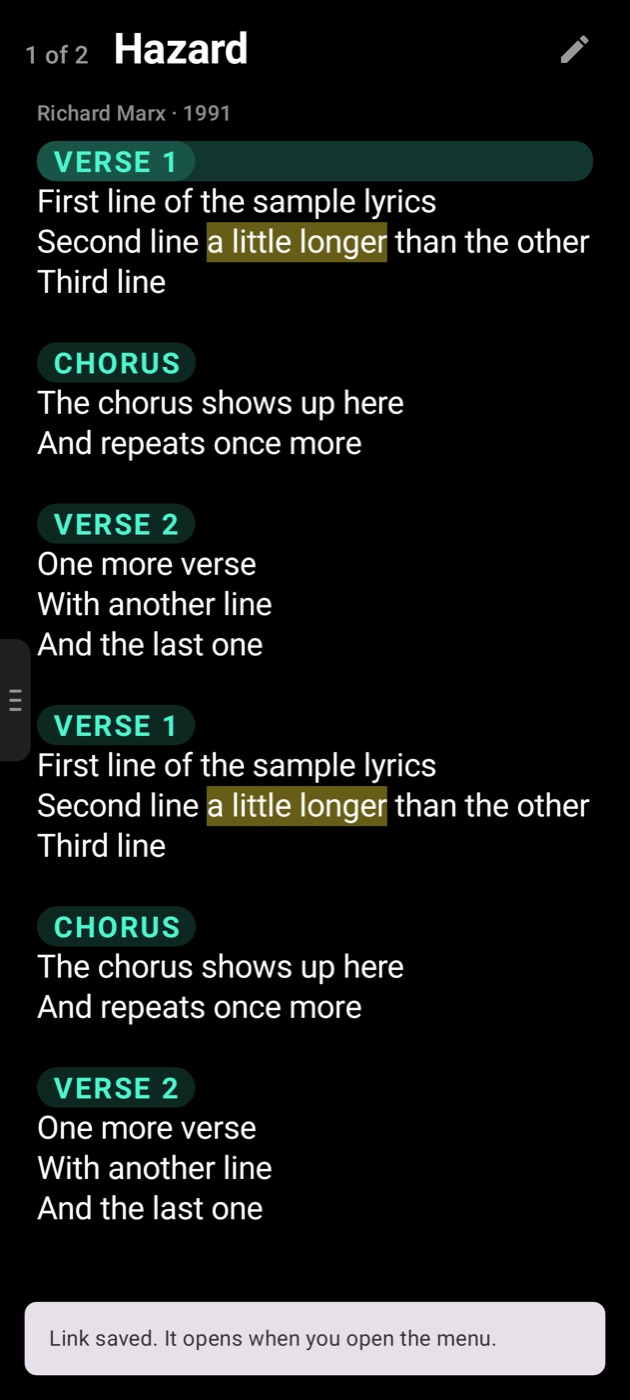 1 of 2 Hazard
Richard Marx · 1991
VERSE 1
First line of the sample lyrics
Second line a little longer than the other
Third line
CHORUS
The chorus shows up here
And repeats once more
VERSE 2
One more verse
With another line
And the last one
VERSE 1
First line of the sample lyrics
Second line a little longer than the other
Third line
CHORUS
The chorus shows up here
And repeats once more
VERSE 2
One more verse
With another line
And the last one
Link saved. It opens when you open the menu.